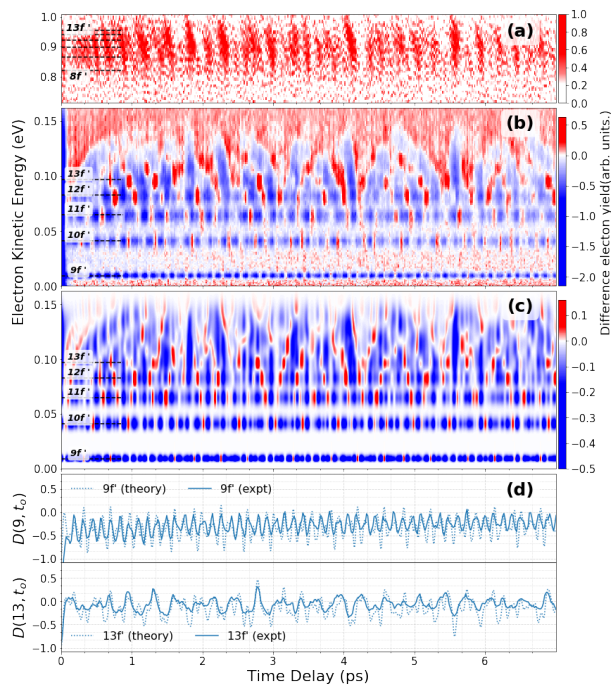 1.0
0.9
0.8
13f '
8f '
(a)
1.0
0.8
0.6
0.4
0.2
0.0
Electron Kinetic Energy (eV)
0.15
0.10
0.05
0.00
13f '
12f '
11f '
10f '
9f '
(b)
0.5
0.0
−0.5
−1.0
−1.5
−2.0
Difference electon yield(arb. units.)
0.15
0.10
0.05
0.00
13f '
12f '
11f '
10f '
9f '
(c)
0.1
0.0
−0.1
−0.2
−0.3
−0.4
−0.5
D(9, t_o)
0.5
0.0
−0.5
−1.0
9f' (theory) 9f' (expt)
(d)
D(13, t_o)
0.5
0.0
−0.5
−1.0
13f' (theory) 13f' (expt)
0 1 2 3 4 5 6
Time Delay (ps)